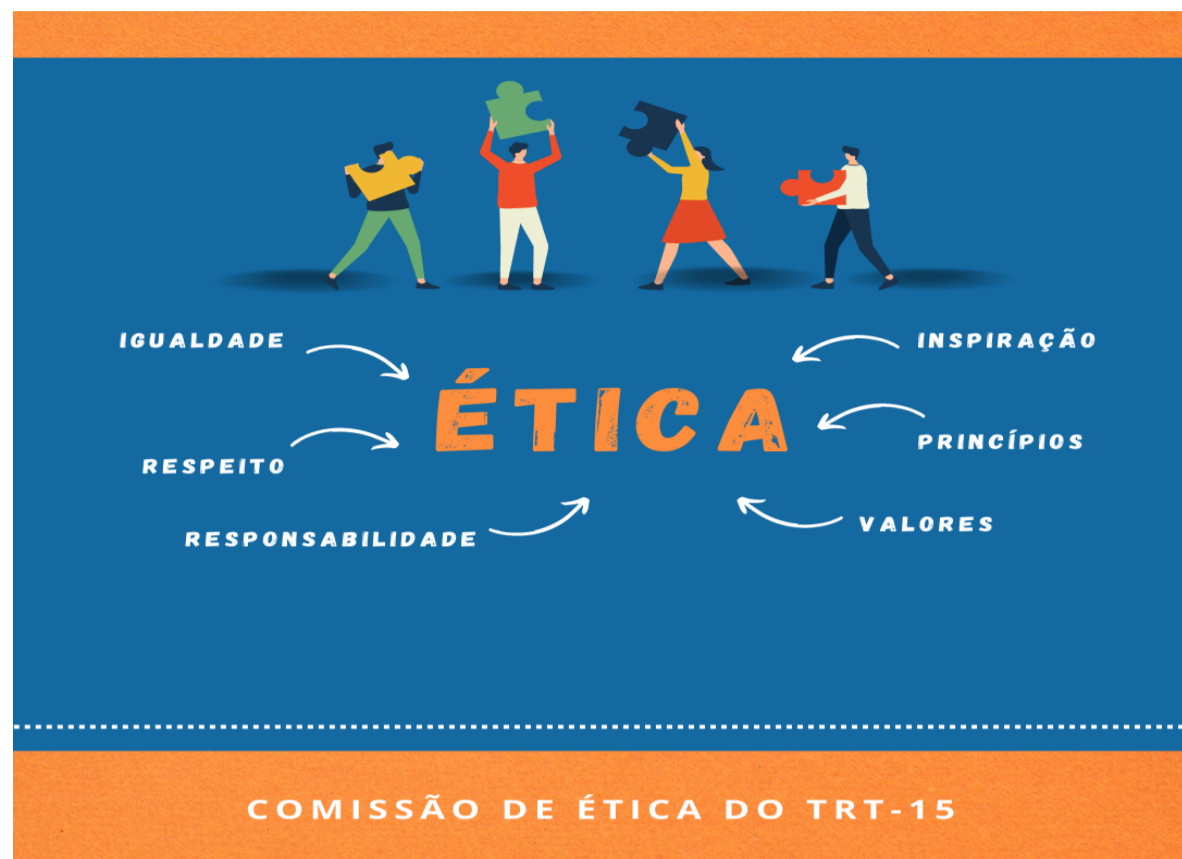 IGUALDADE
INSPIRAÇÃO
ÉTICA
RESPEITO
PRINCÍPIOS
RESPONSABILIDADE
VALORES
COMISSÃO DE ÉTICA DO TRT-15